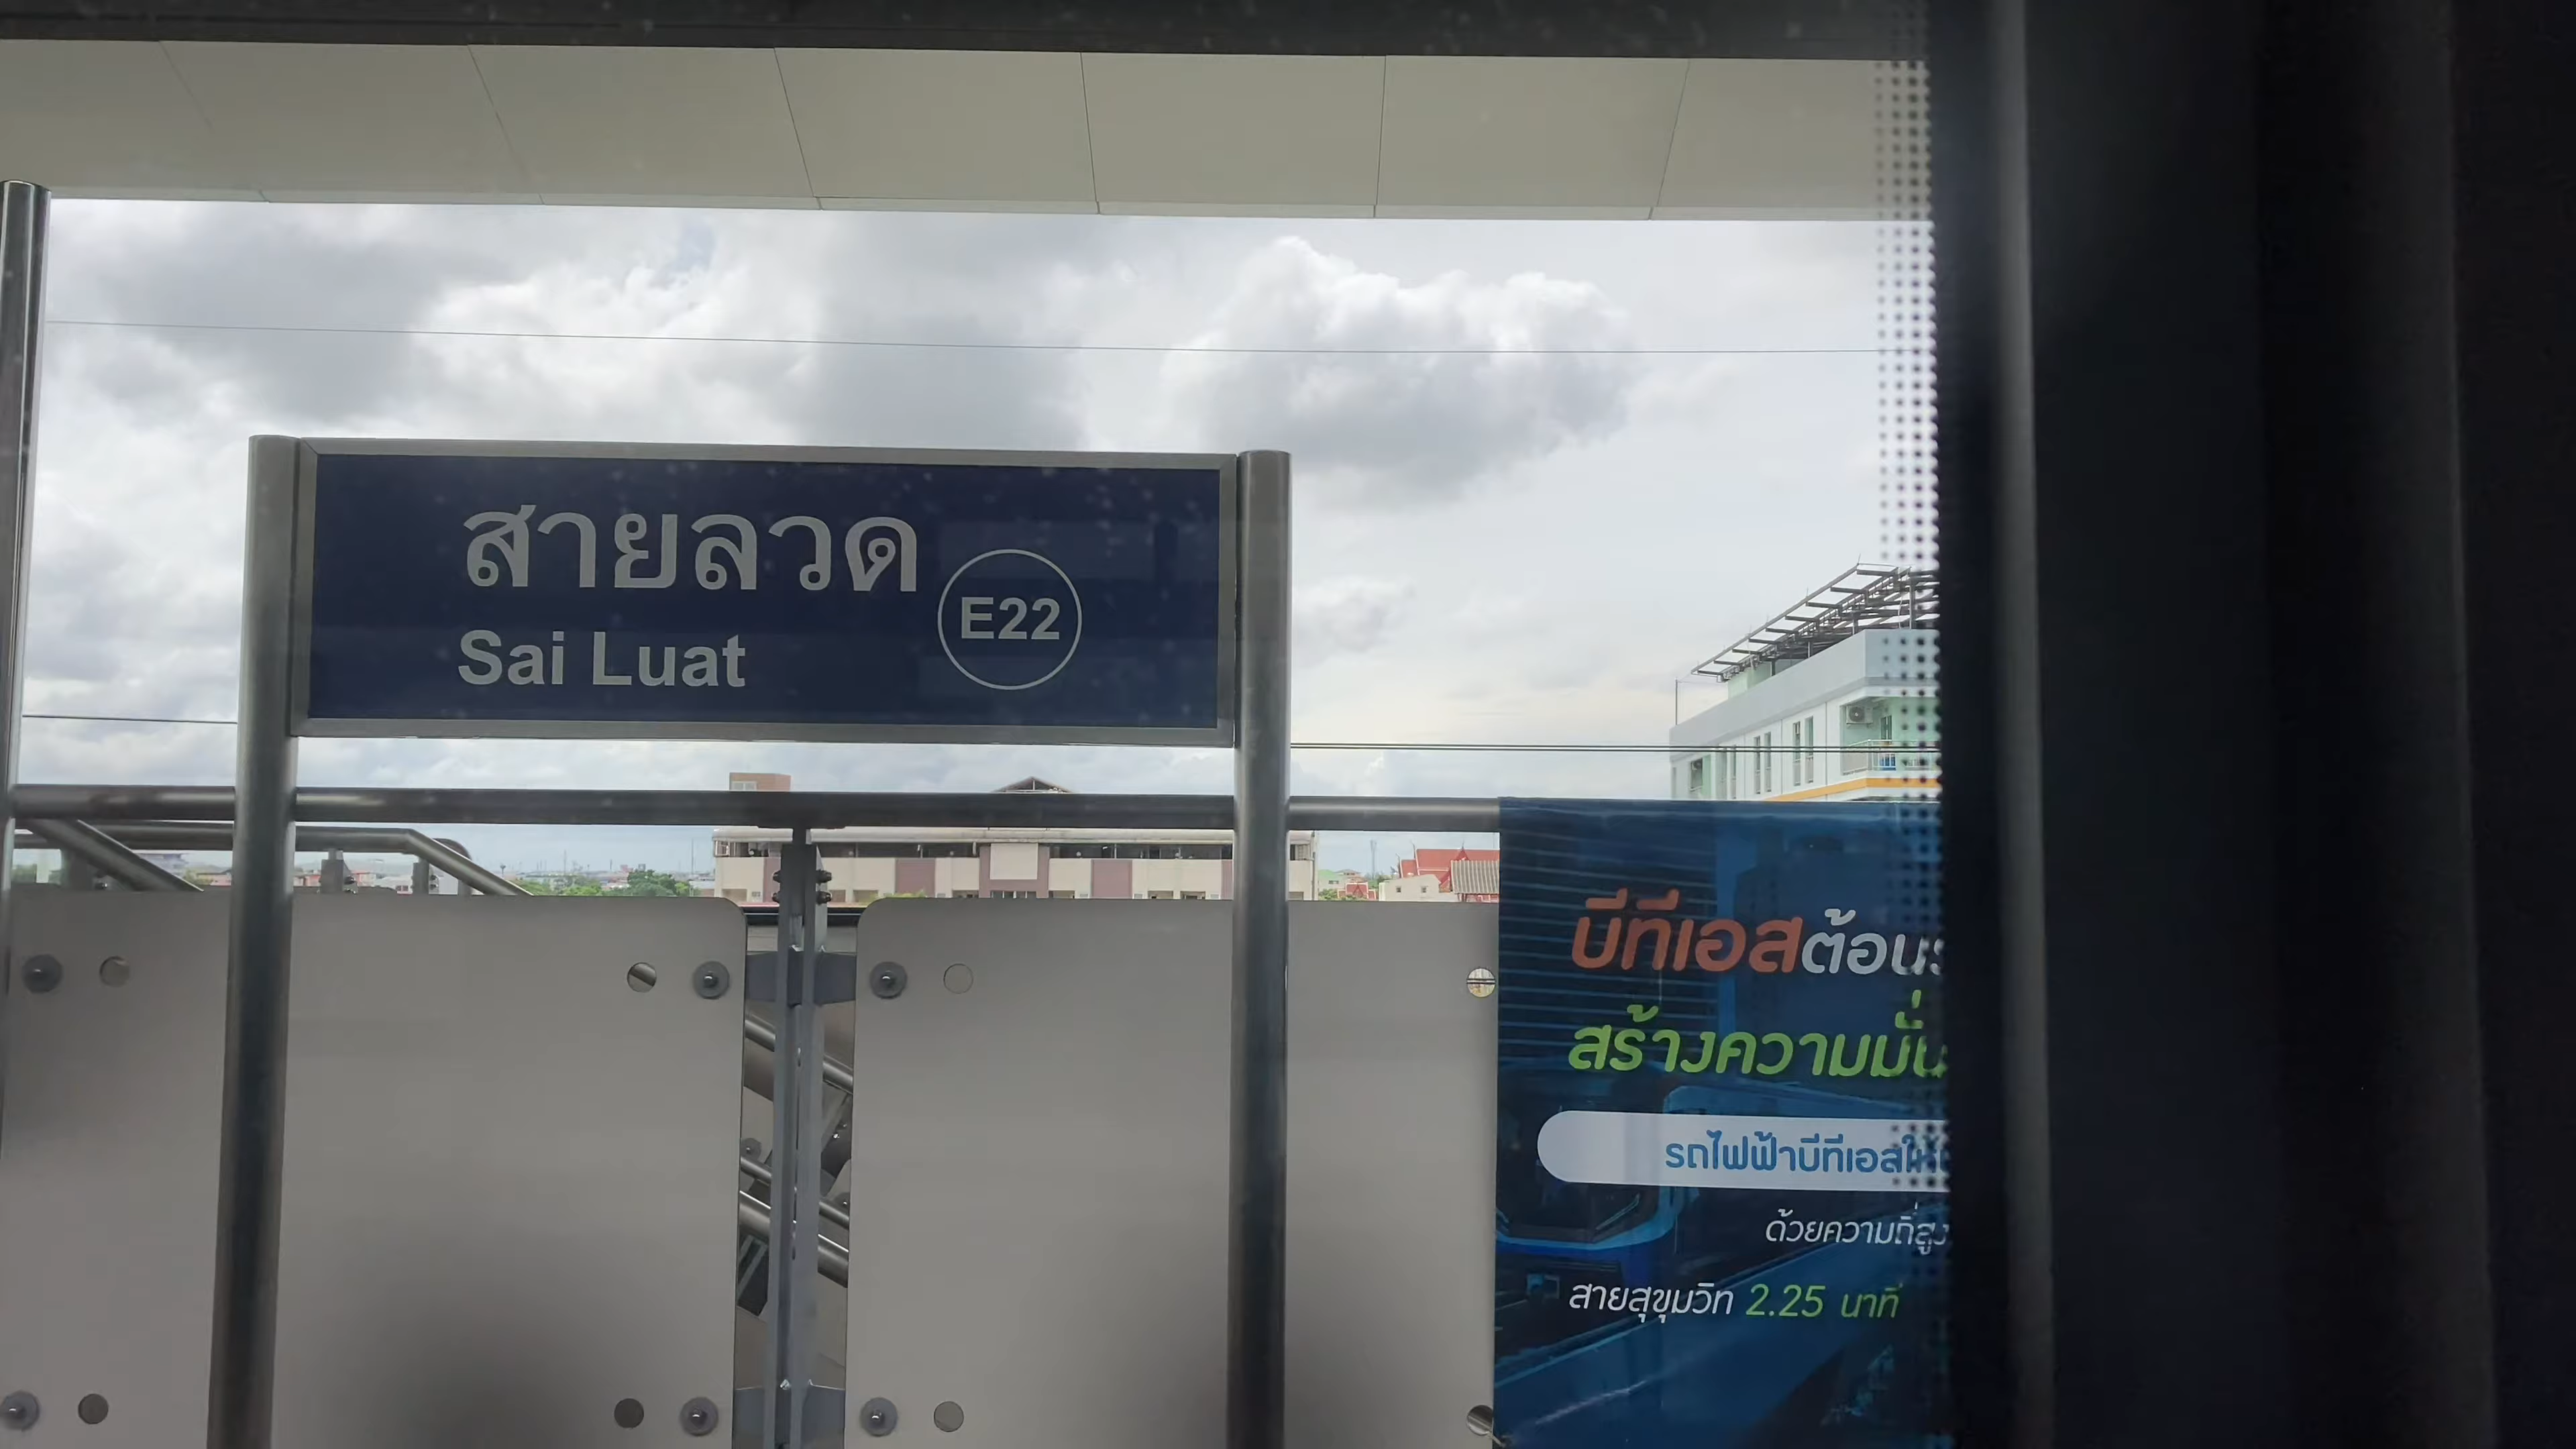 สายลวด
Sai Luat
E22
บีทีเอสต้อนร
สร้างความมั่น
รถไฟฟ้าบีทีเอสให้
ด้วยความถี่สูง
สายสุขุมวิท 2.25 นาที